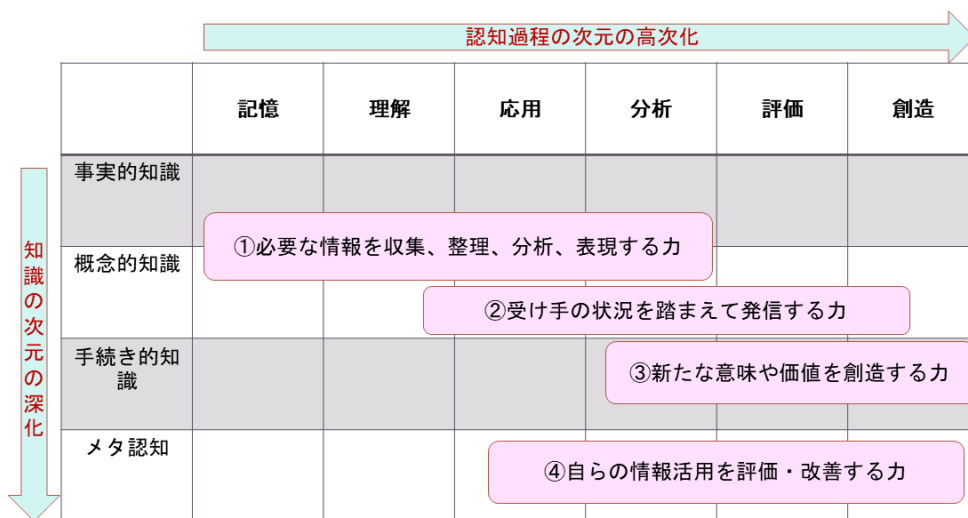 認知過程の次元の高次化
記憶
理解
応用
分析
評価
創造
知識の次元の深化
事実的知識
①必要な情報を収集、整理、分析、表現する力
概念的知識
②受け手の状況を踏まえて発信する力
手続き的知
識
③新たな意味や価値を創造する力
メタ認知
④自らの情報活用を評価・改善する力